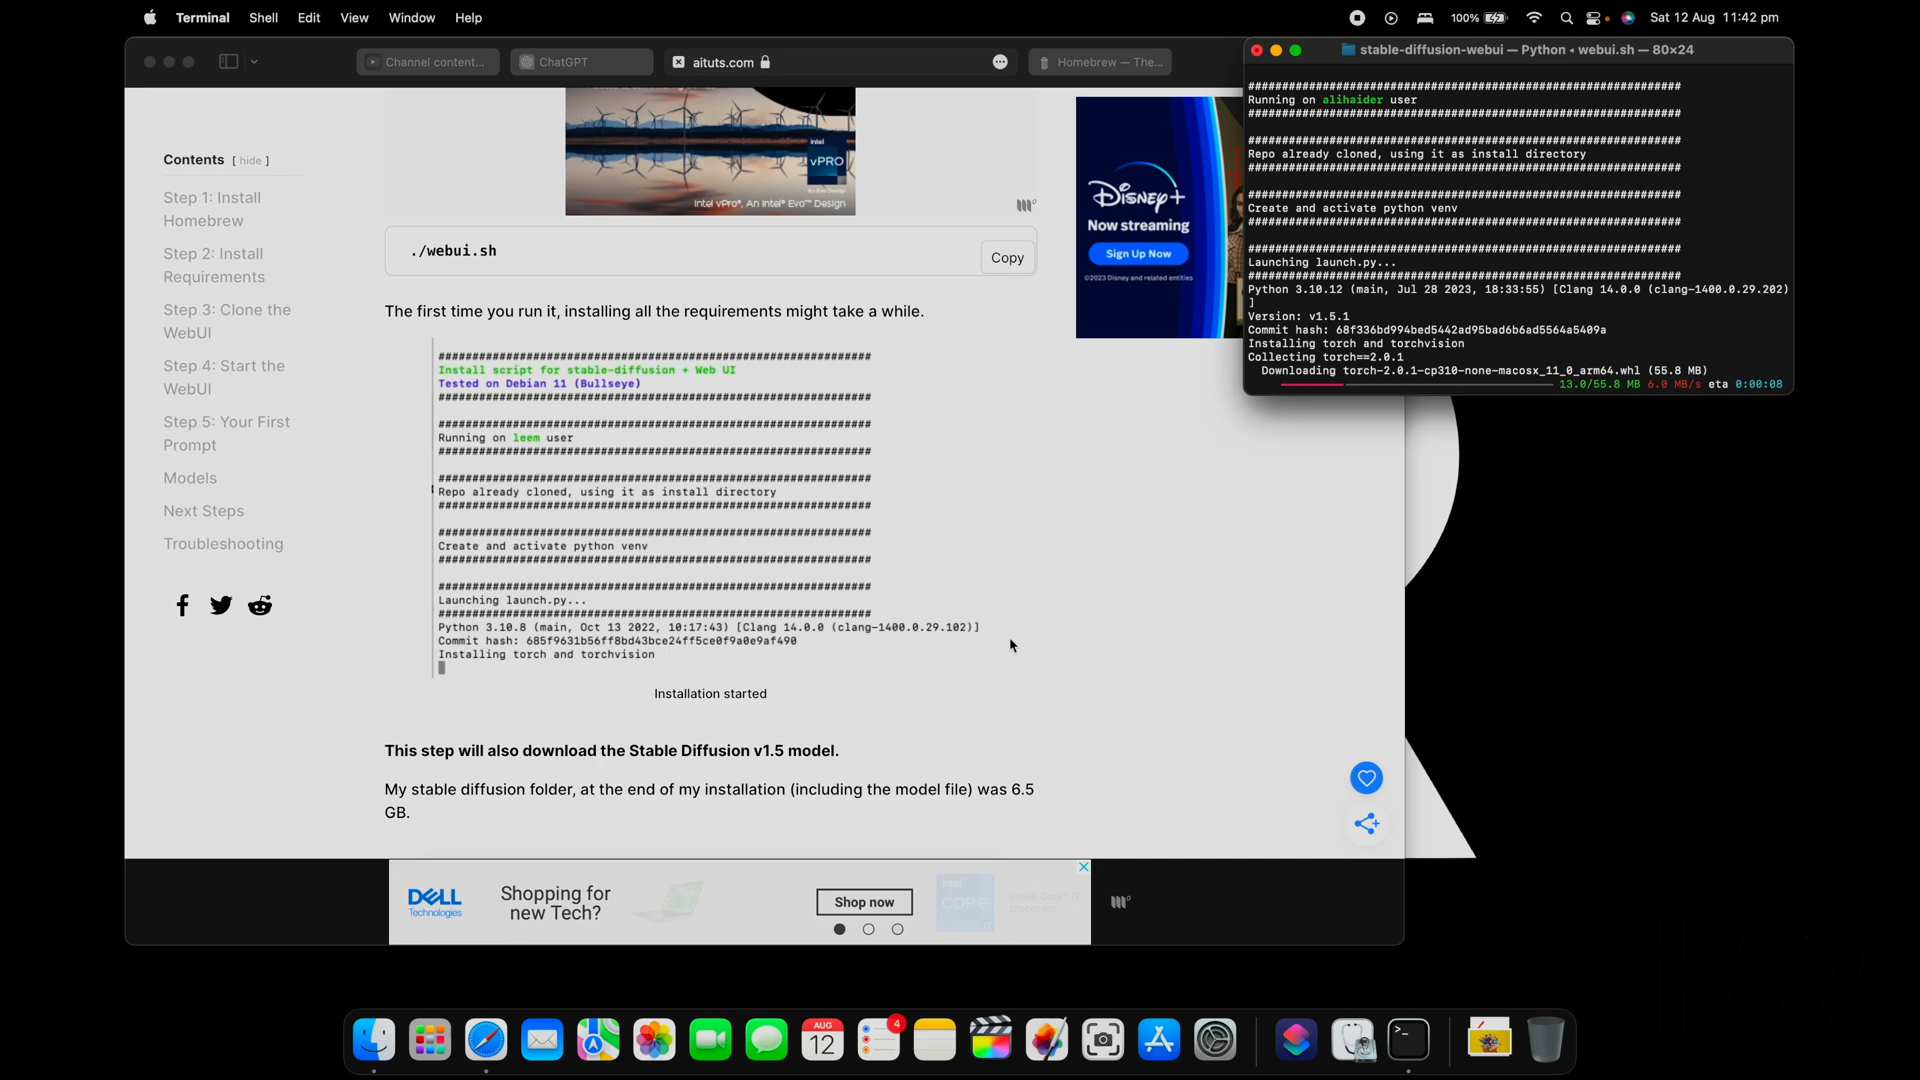 Terminal Shell Edit View Window Help
100% Sat 12 Aug 11:42 pm
Channel content... ChatGPT aituts.com Homebrew — The...
Contents [ hide ]
Step 1: Install
Homebrew
Step 2: Install
Requirements
Step 3: Clone the
WebUI
Step 4: Start the
WebUI
Step 5: Your First
Prompt
Models
Next Steps
Troubleshooting
intel
vPRO
Intel vPro®, An Intel® Evo™ Design
./webui.sh
Copy
The first time you run it, installing all the requirements might take a while.
################################################################
Install script for stable-diffusion + Web UI
Tested on Debian 11 (Bullseye)
################################################################
################################################################
Running on leem user
################################################################
################################################################
Repo already cloned, using it as install directory
################################################################
################################################################
Create and activate python venv
################################################################
################################################################
Launching launch.py...
################################################################
Python 3.10.8 (main, Oct 13 2022, 10:17:43) [Clang 14.0.0 (clang-1400.0.29.102)]
Commit hash: 685f9631b56ff8bd43bce24ff5ce0f9a0e9af490
Installing torch and torchvision
Installation started
This step will also download the Stable Diffusion v1.5 model.
My stable diffusion folder, at the end of my installation (including the model file) was 6.5
GB.
Disney+
Now streaming
Sign Up Now
©2023 Disney and related entities
stable-diffusion-webui — Python ◂ webui.sh — 80×24
################################################################
Running on alihaider user
################################################################
################################################################
Repo already cloned, using it as install directory
################################################################
################################################################
Create and activate python venv
################################################################
################################################################
Launching launch.py...
################################################################
Python 3.10.12 (main, Jul 28 2023, 18:33:55) [Clang 14.0.0 (clang-1400.0.29.202)
]
Version: v1.5.1
Commit hash: 68f336bd994bed5442ad95bad6b6ad5564a5409a
Installing torch and torchvision
Collecting torch==2.0.1
Downloading torch-2.0.1-cp310-none-macosx_11_0_arm64.whl (55.8 MB)
13.0/55.8 MB 6.0 MB/s eta 0:00:08
DELL
Technologies
Shopping for
new Tech?
Shop now
intel
CORE
AUG
12
4
HSR